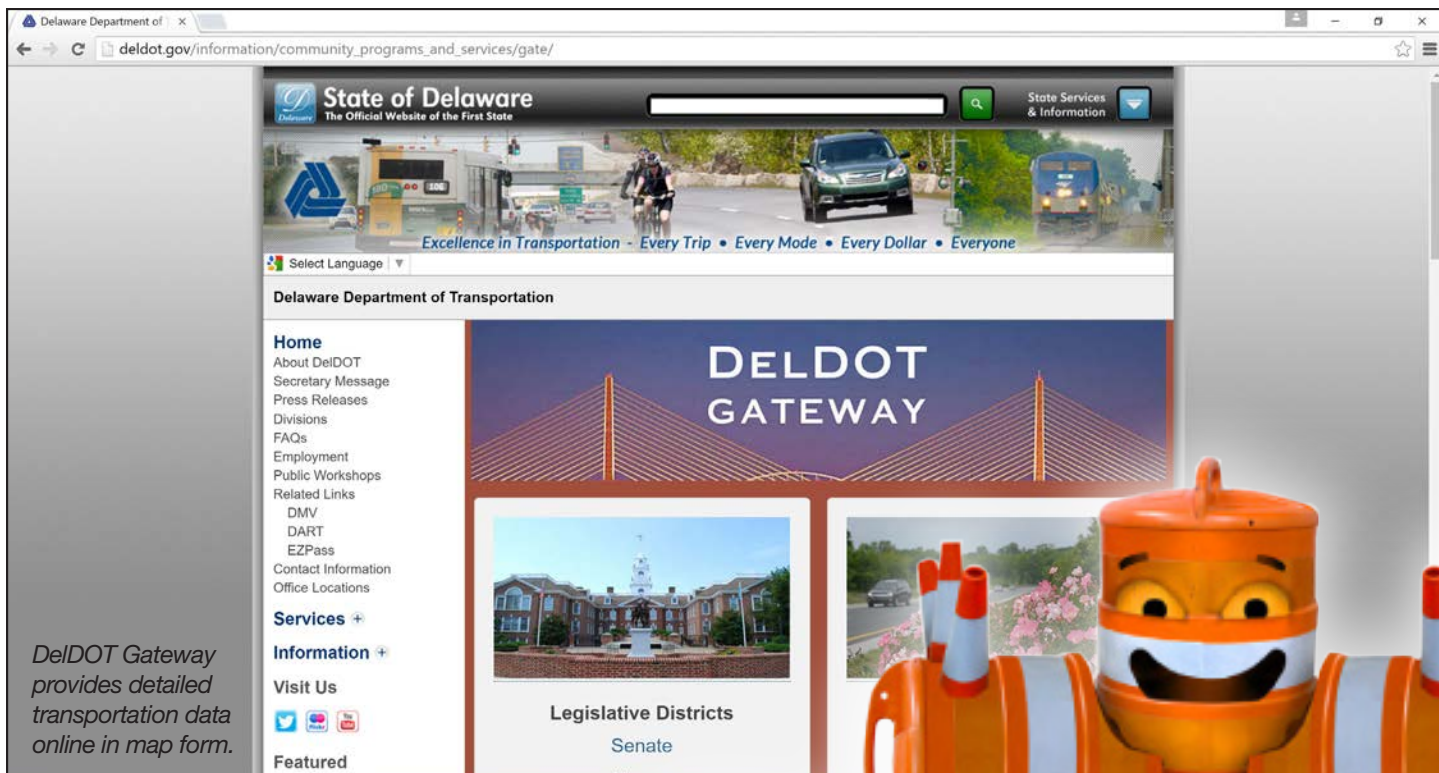 Delaware Department of
deldot.gov/information/community_programs_and_services/gate/
Delaware
State of Delaware
The Official Website of the First State
State Services
& Information
106
Excellence in Transportation - Every Trip • Every Mode • Every Dollar • Everyone
Select Language
Delaware Department of Transportation
Home
About DelDOT
Secretary Message
Press Releases
Divisions
FAQs
Employment
Public Workshops
Related Links
DMV
DART
EZPass
Contact Information
Office Locations
Services
Information
Visit Us
You Tube
Featured
DelDOT Gateway
provides detailed
transportation data
online in map form.
DELDOT
GATEWAY
Legislative Districts
Senate